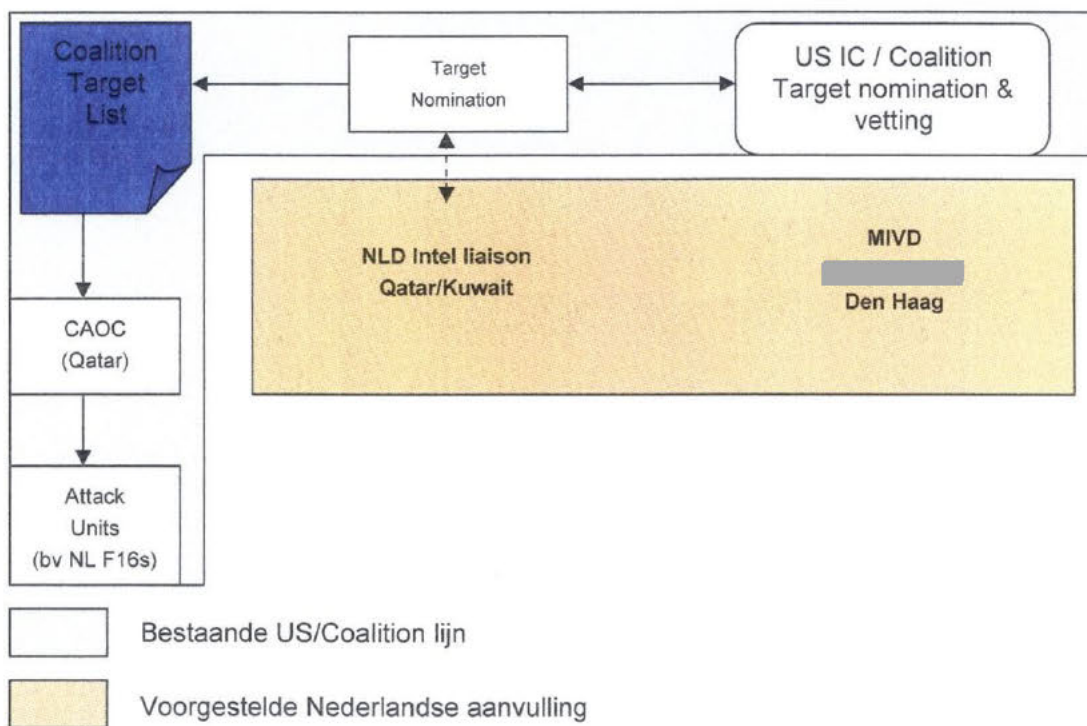 Coalition
Target
List
Target
Nomination
US IC / Coalition
Target nomination &
vetting
NLD Intel liaison
Qatar/Kuwait
MIVD
Den Haag
CAOC
(Qatar)
Attack
Units
(bv NL F16s)
Bestaande US/Coalition lijn
Voorgestelde Nederlandse aanvulling